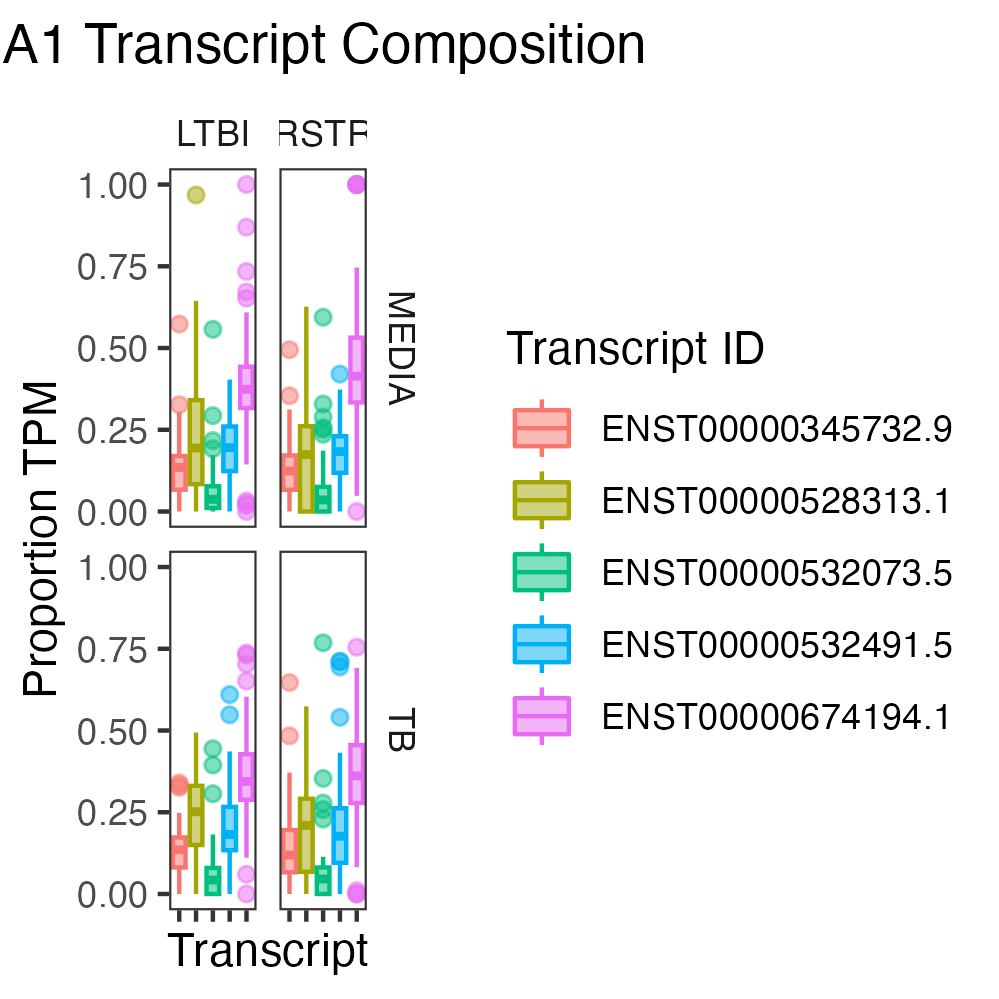 A1 Transcript Composition
LTBI RSTR
1.00
0.75
0.50
0.25
0.00
MEDIA
1.00
0.75
0.50
0.25
0.00
TB
Proportion TPM
Transcript
Transcript ID
ENST00000345732.9
ENST00000528313.1
ENST00000532073.5
ENST00000532491.5
ENST00000674194.1